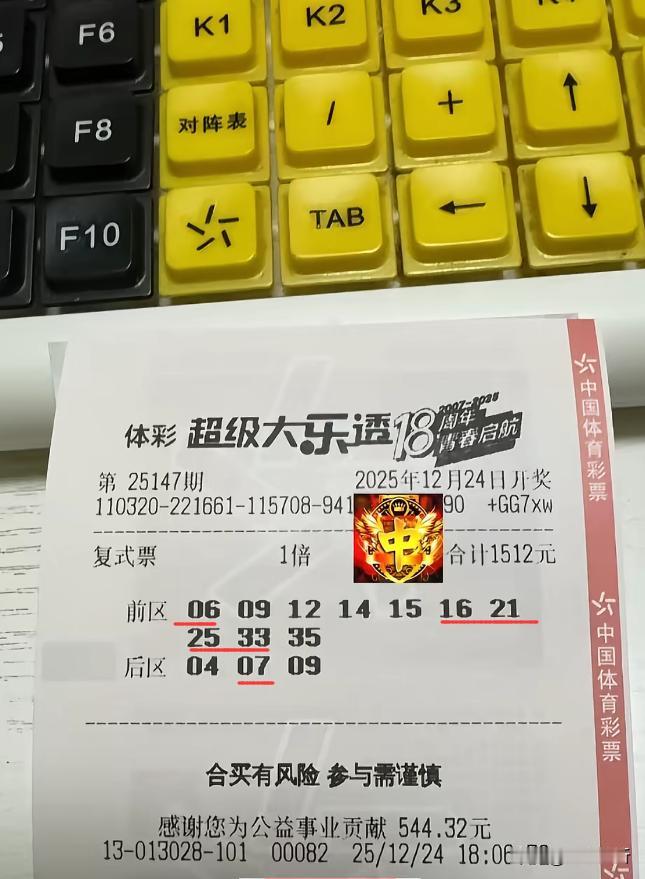 F6 K1 K2 K3
F8 对阵表 / + ↑
F10 TAB ← ↓
体彩 超级大乐透 18周年 2007-2025 青春启航
第 25147期 2025年12月24日开奖
110320-221661-115708-941 90 +GG7xw
复式票 1倍 合计1512元
中
前区 06 09 12 14 15 16 21
25 33 35
后区 04 07 09
合买有风险 参与需谨慎
感谢您为公益事业贡献 544.32元
13-013028-101 00082 25/12/24 18:06
中国体育彩票
中国体育彩票